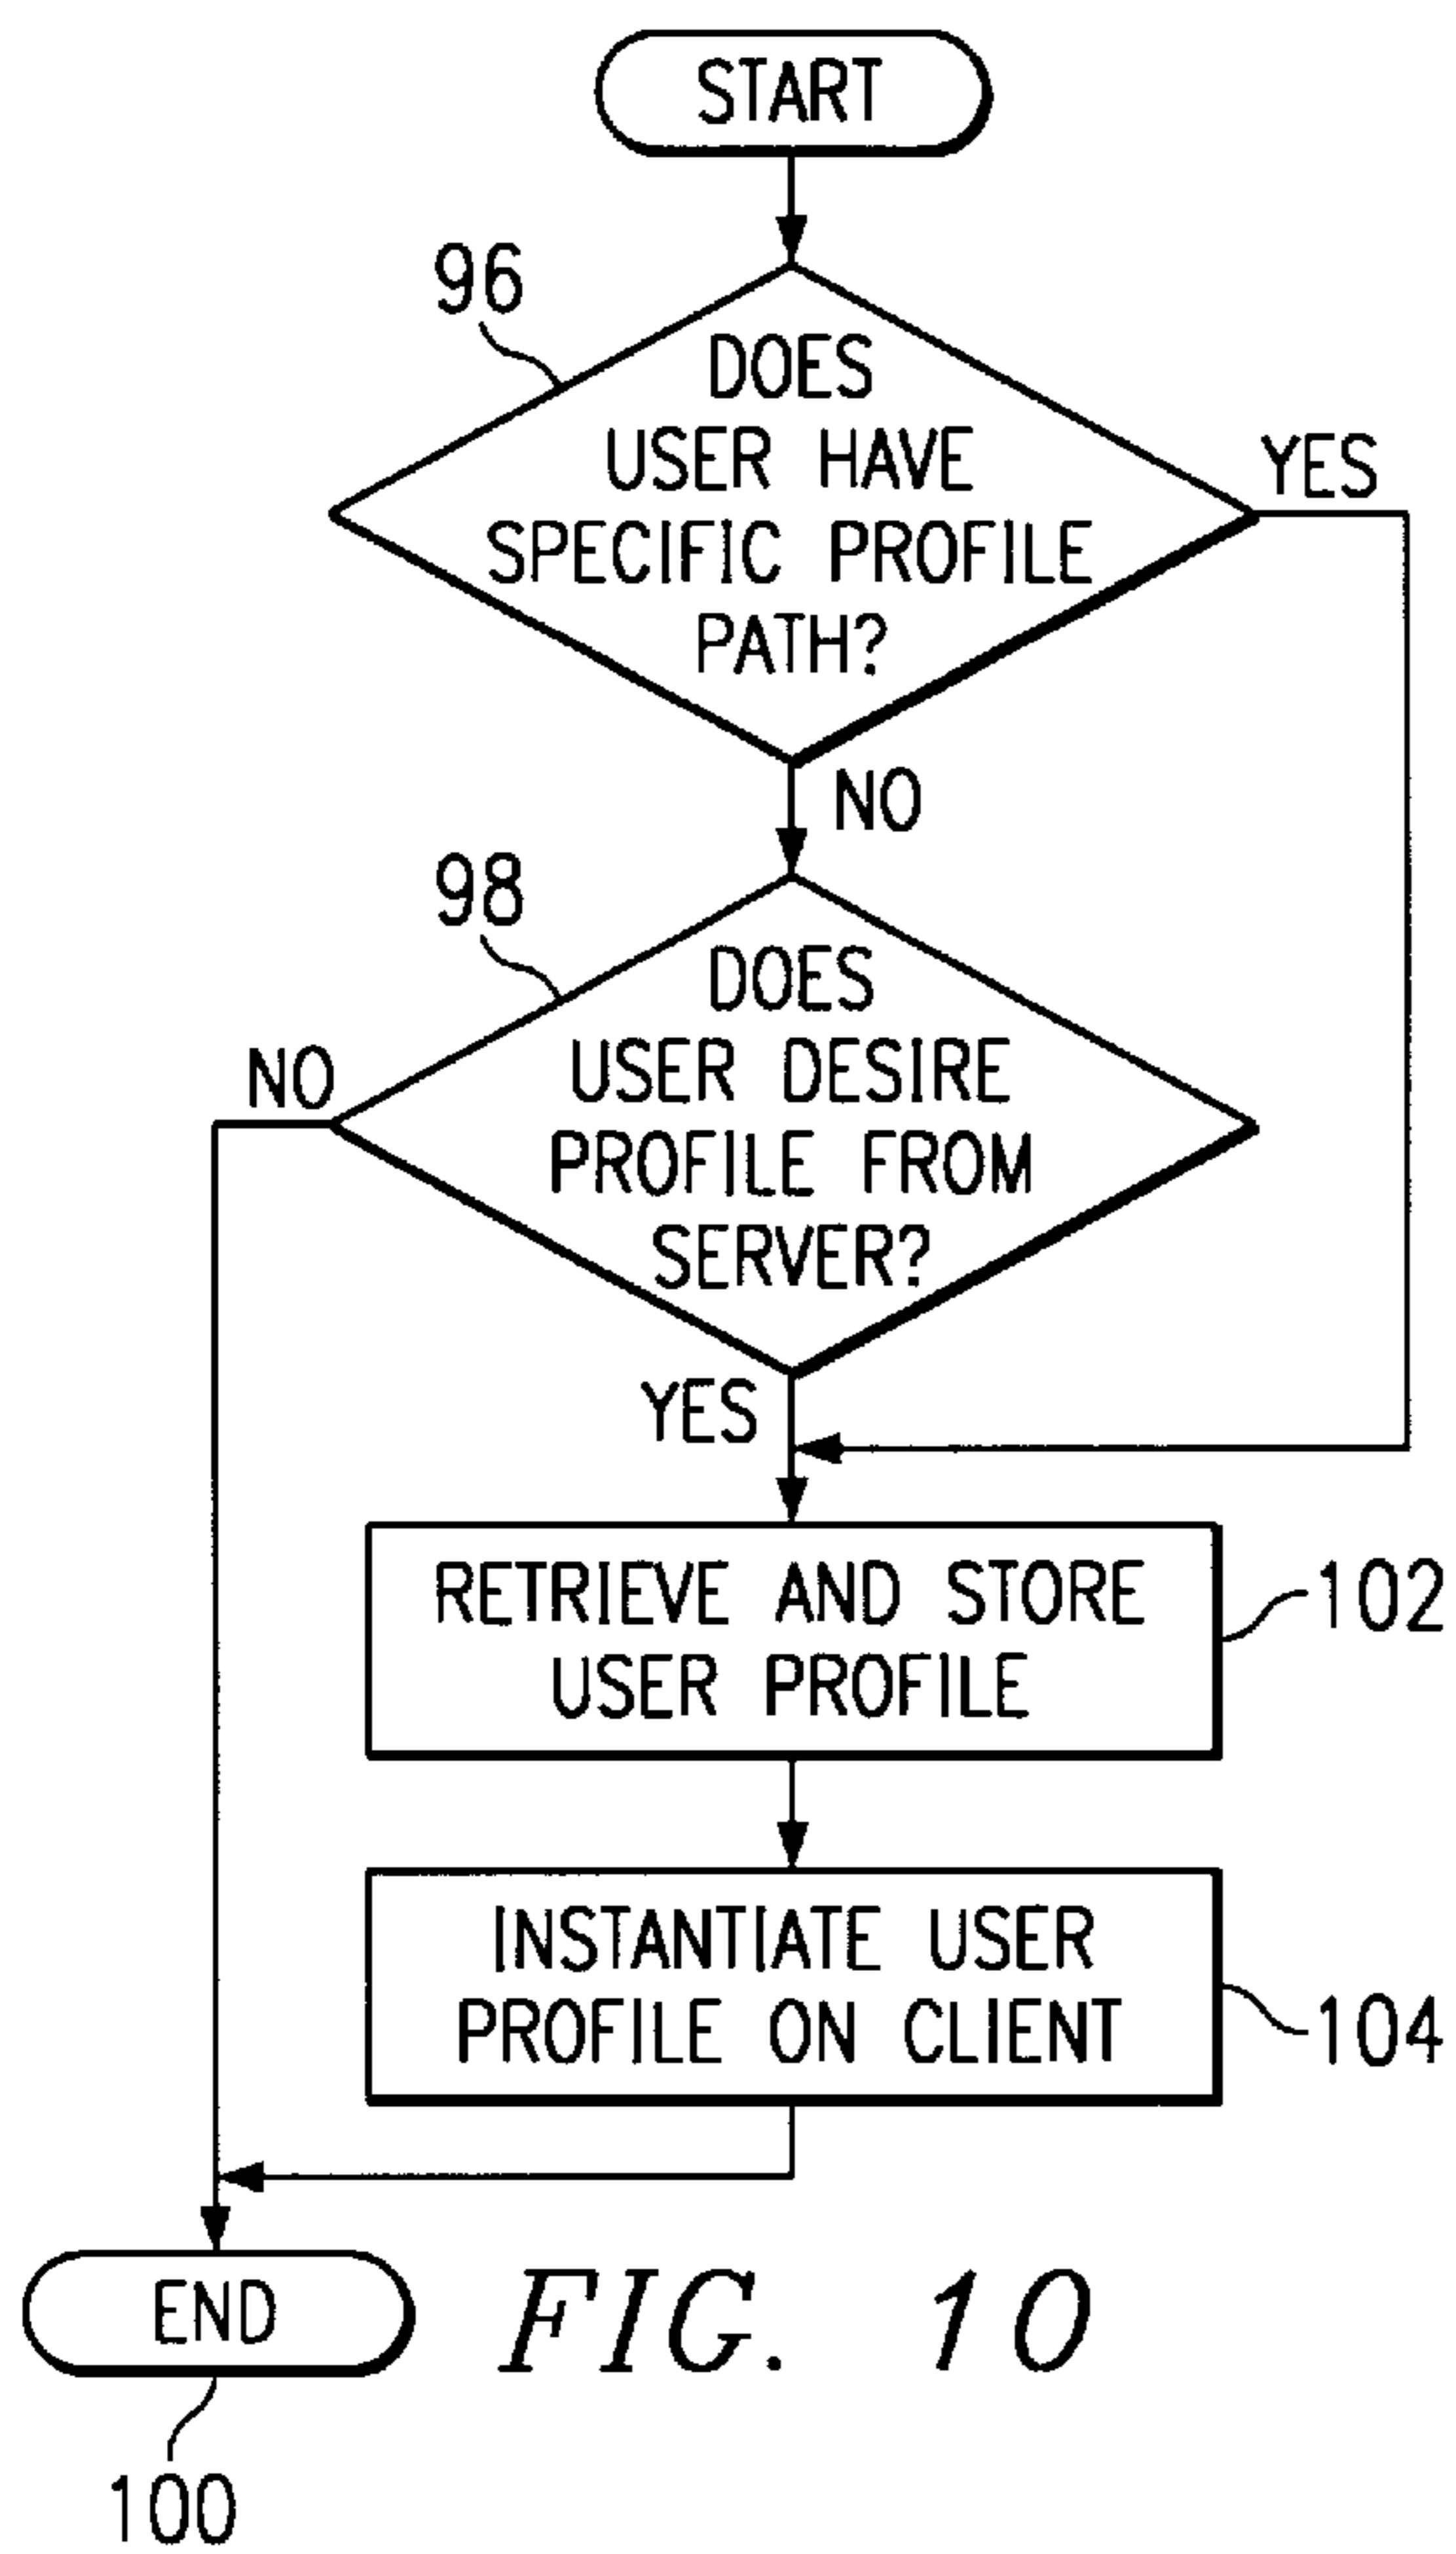 START
96
DOES
USER HAVE
SPECIFIC PROFILE
PATH?
YES
NO
98
DOES
USER DESIRE
PROFILE FROM
SERVER?
NO
YES
RETRIEVE AND STORE
USER PROFILE
102
INSTANTIATE USER
PROFILE ON CLIENT
104
END
100
FIG. 10